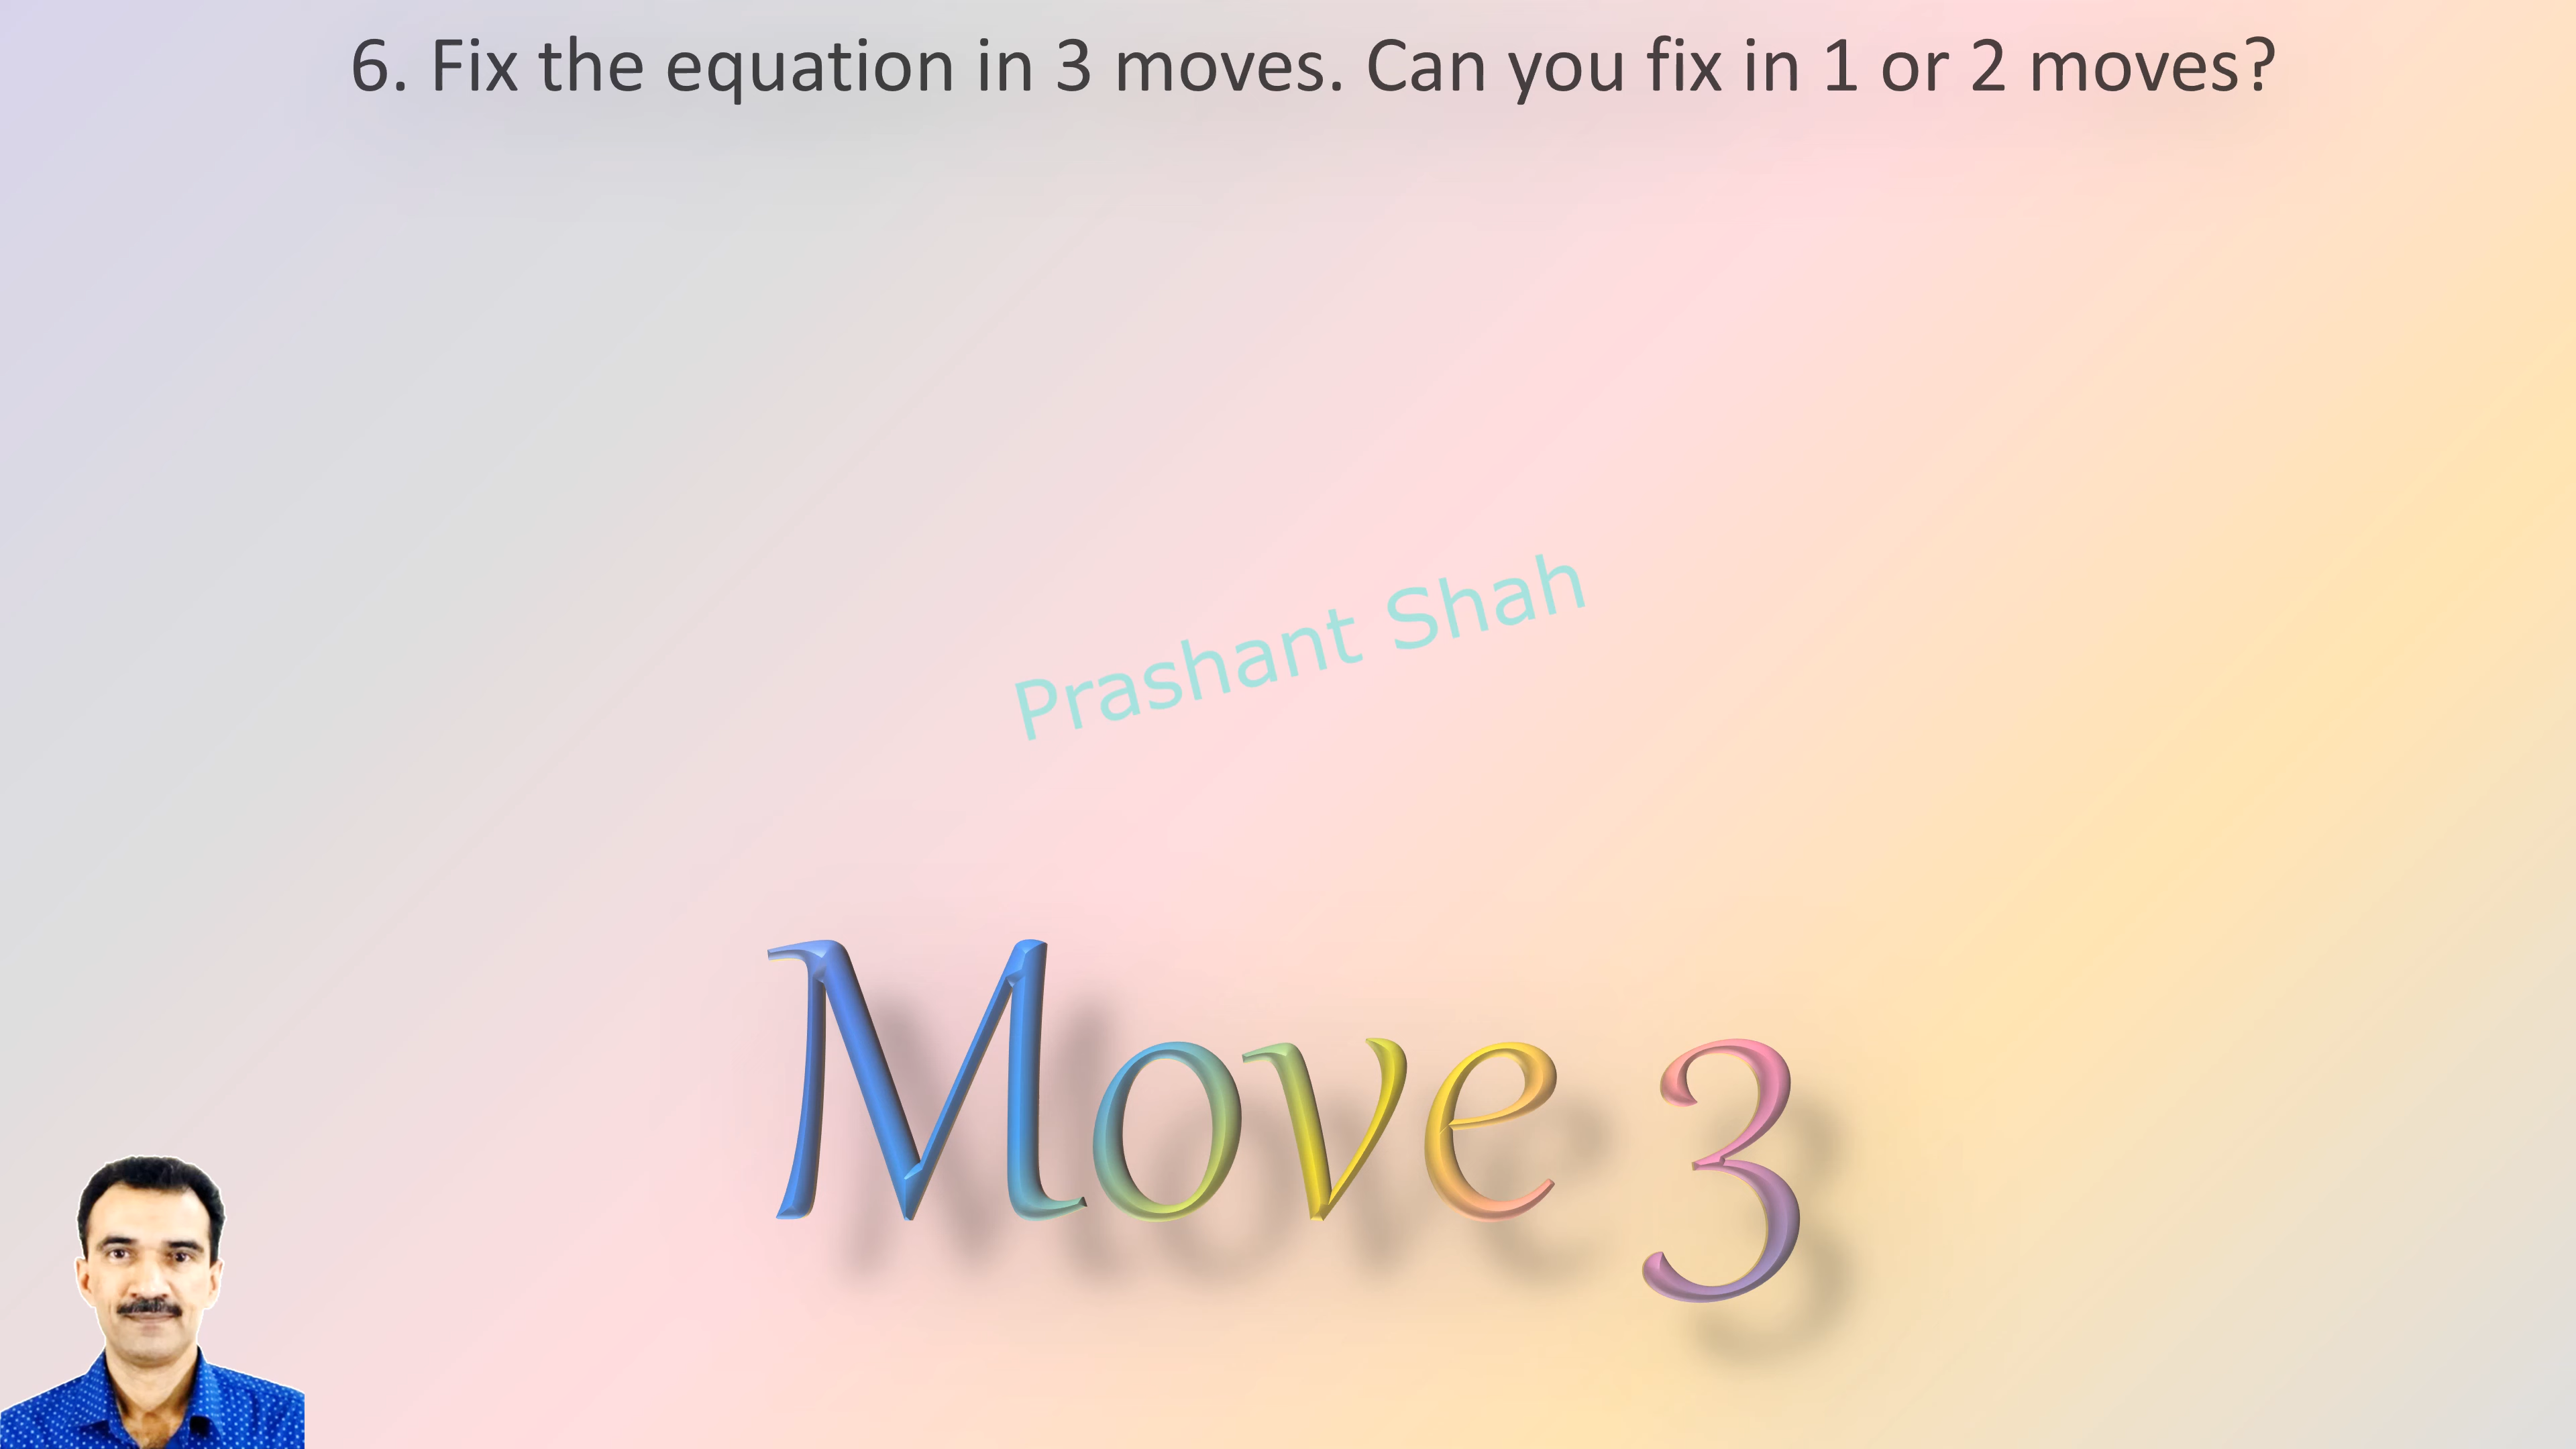 6. Fix the equation in 3 moves. Can you fix in 1 or 2 moves?
Prashant Shah
Move 3